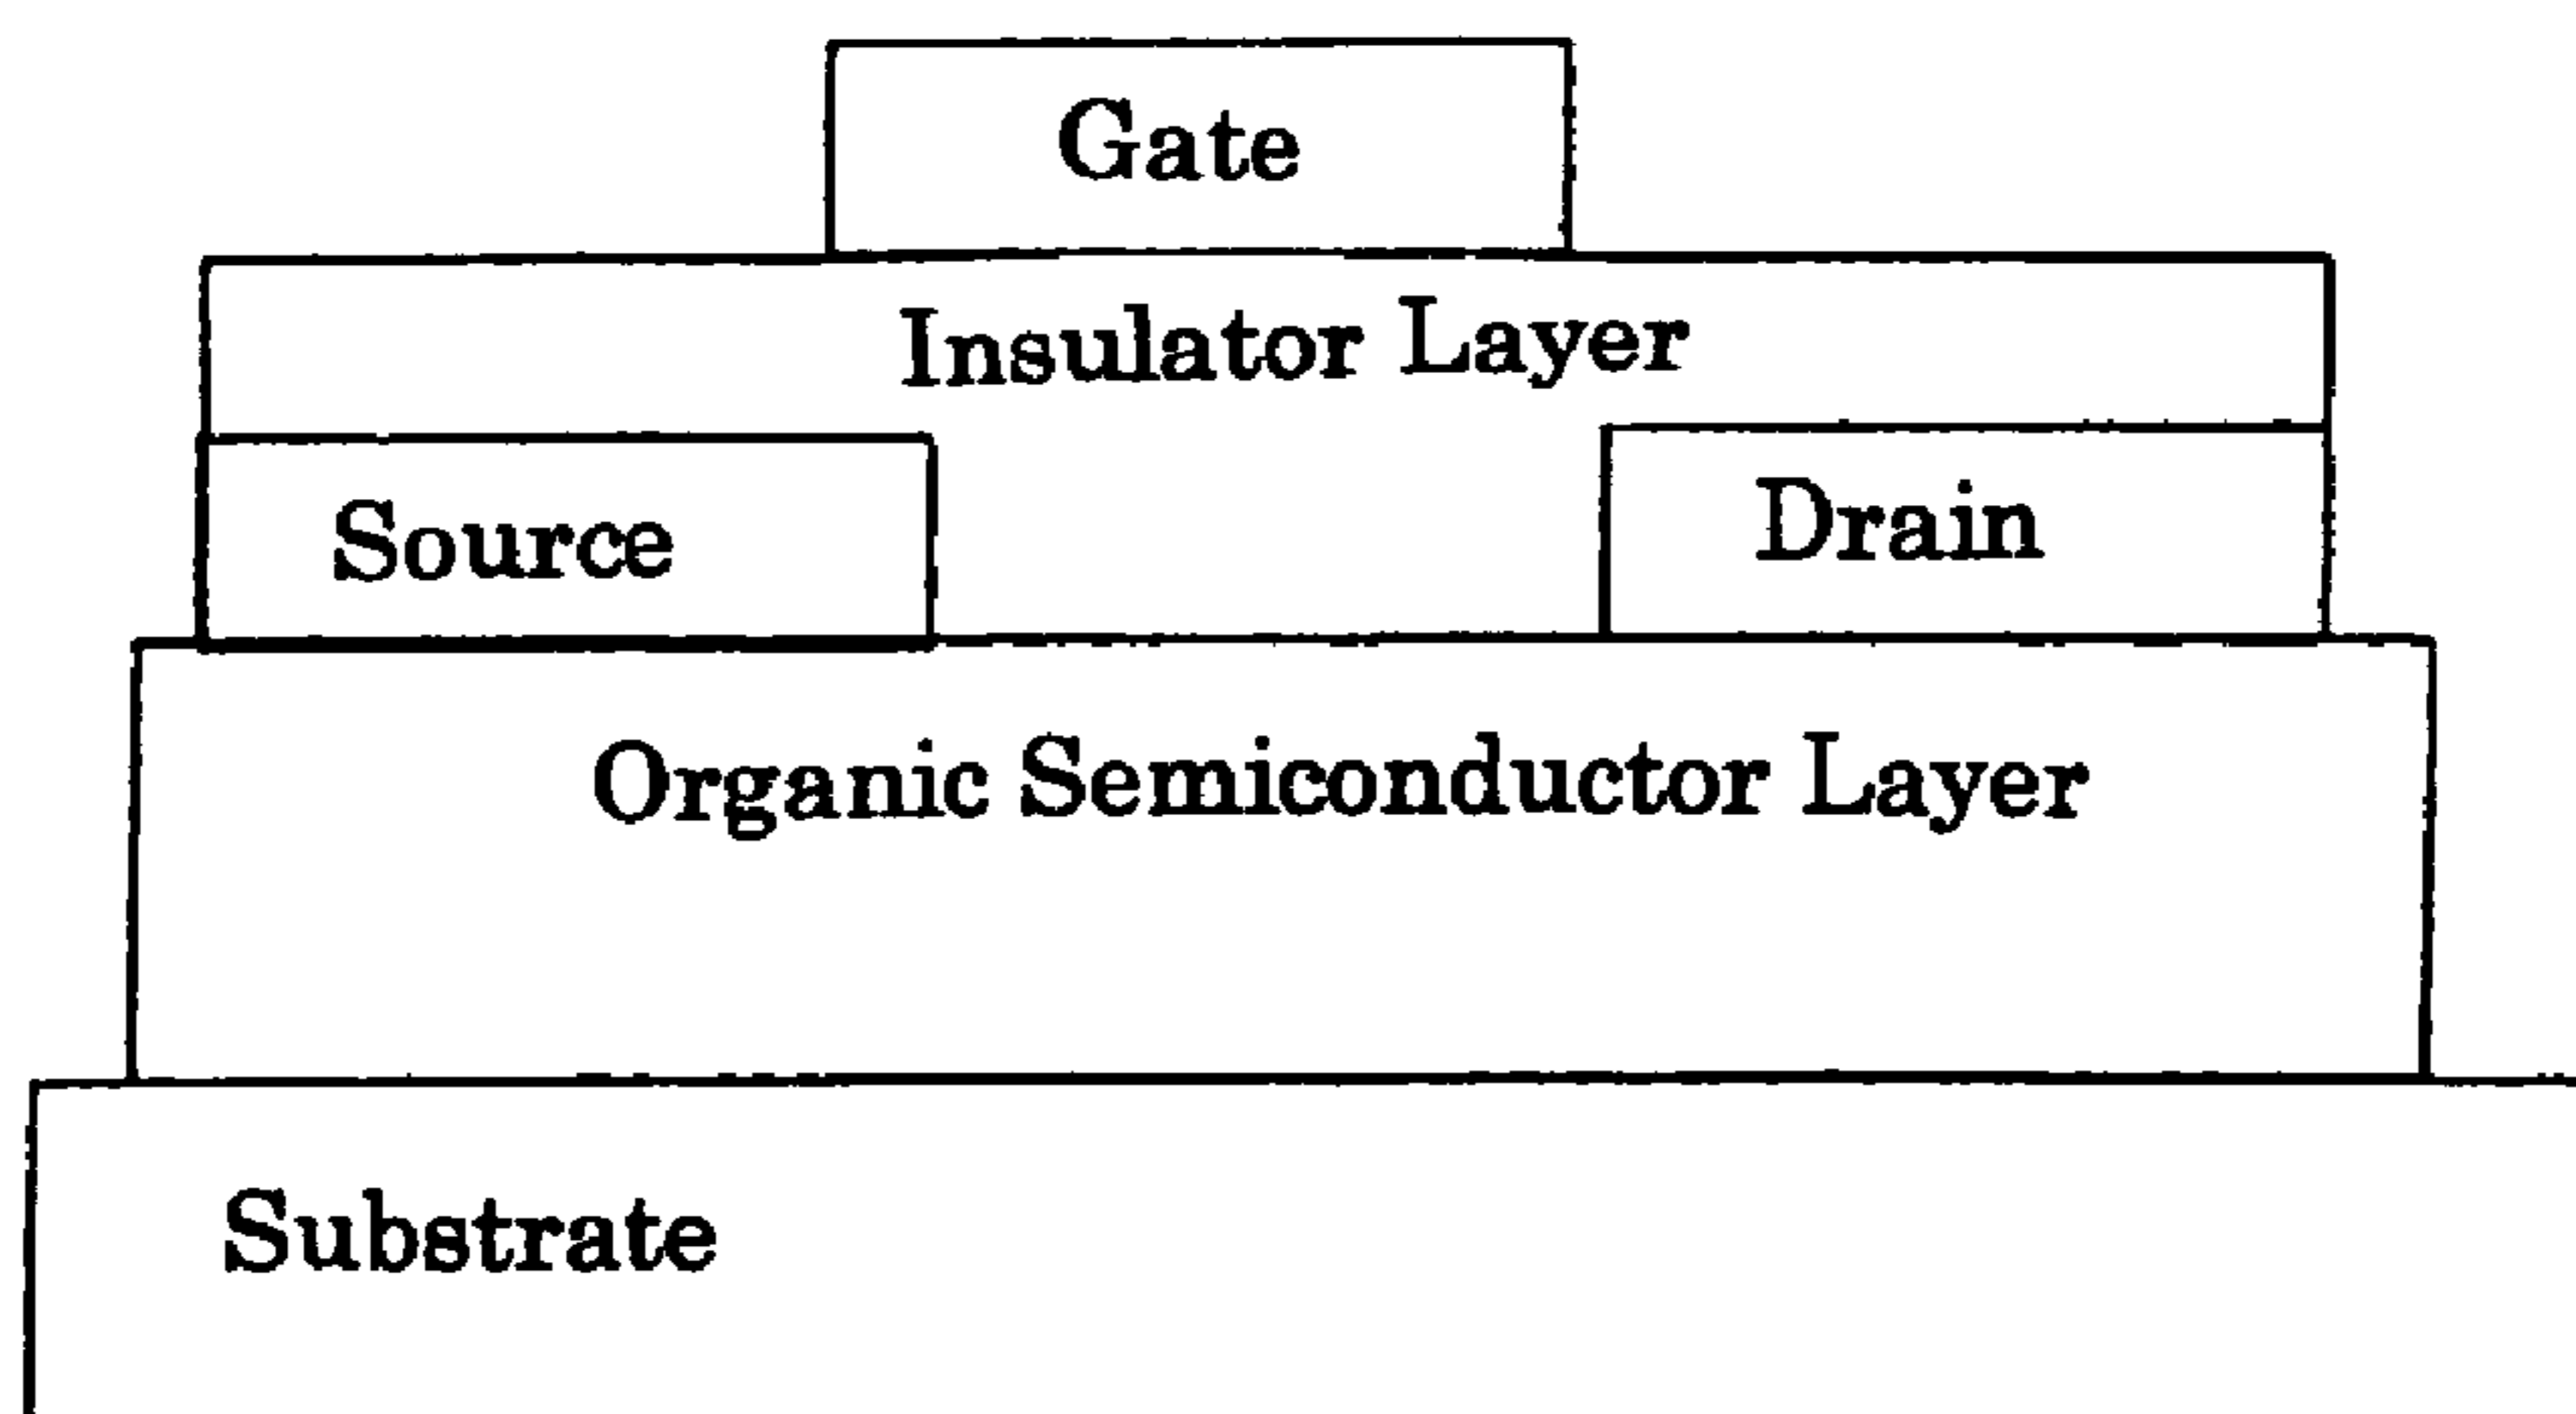 Gate
Insulator Layer
Source
Drain
Organic Semiconductor Layer
Substrate